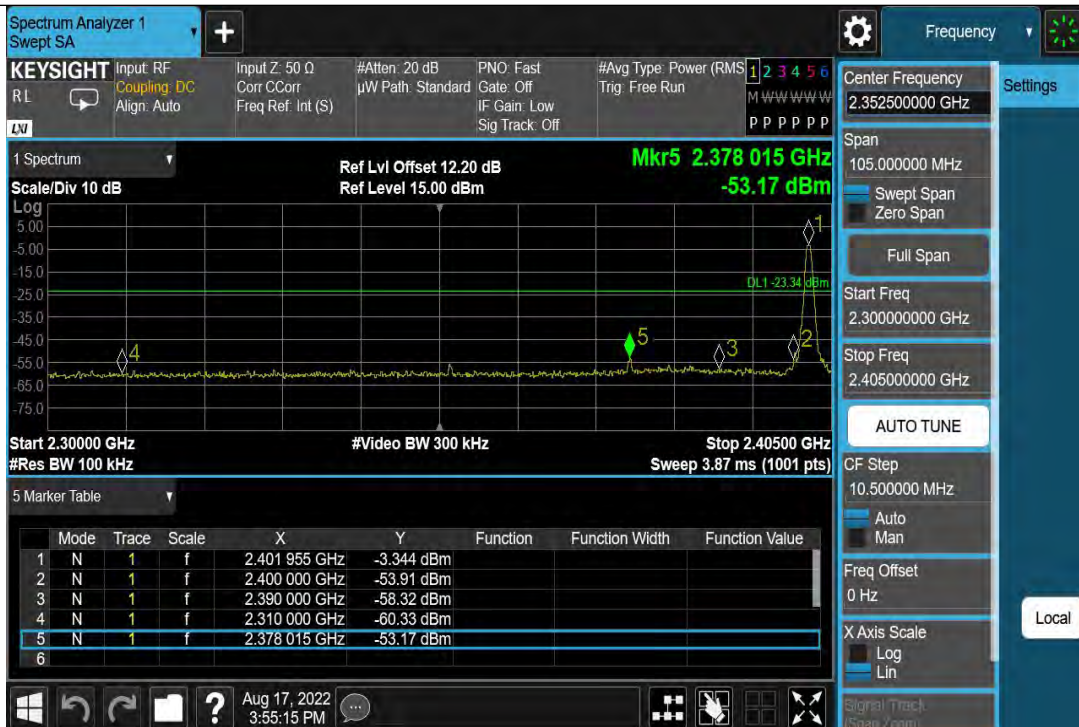 Spectrum Analyzer 1
Swept SA
+
Frequency
KEYSIGHT
RL
LXI
Input: RF
Coupling: DC
Align: Auto
Input Z: 50 Ω
Corr CCorr
Freq Ref: Int (S)
#Atten: 20 dB
µW Path: Standard
PNO: Fast
Gate: Off
IF Gain: Low
Sig Track: Off
#Avg Type: Power (RMS
Trig: Free Run
1 2 3 4 5 6
M W W W W W
P P P P P P
1 Spectrum
Scale/Div 10 dB
Ref Lvl Offset 12.20 dB
Ref Level 15.00 dBm
Mkr5 2.378 015 GHz
-53.17 dBm
Log
5.00
-5.00
-15.0
-25.0
-35.0
-45.0
-55.0
-65.0
-75.0
DL1 -23.34 dBm
1
2
3
4
5
Start 2.30000 GHz
#Video BW 300 kHz
Stop 2.40500 GHz
#Res BW 100 kHz
Sweep 3.87 ms (1001 pts)
5 Marker Table
Mode Trace Scale X Y Function Function Width Function Value
1 N 1 f 2.401 955 GHz -3.344 dBm
2 N 1 f 2.400 000 GHz -53.91 dBm
3 N 1 f 2.390 000 GHz -58.32 dBm
4 N 1 f 2.310 000 GHz -60.33 dBm
5 N 1 f 2.378 015 GHz -53.17 dBm
6
?
Aug 17, 2022
3:55:15 PM
Center Frequency
2.352500000 GHz
Span
105.000000 MHz
Swept Span
Zero Span
Full Span
Start Freq
2.300000000 GHz
Stop Freq
2.405000000 GHz
AUTO TUNE
CF Step
10.500000 MHz
Auto
Man
Freq Offset
0 Hz
X Axis Scale
Log
Lin
Signal Track
(Span Zoom)
Settings
Local